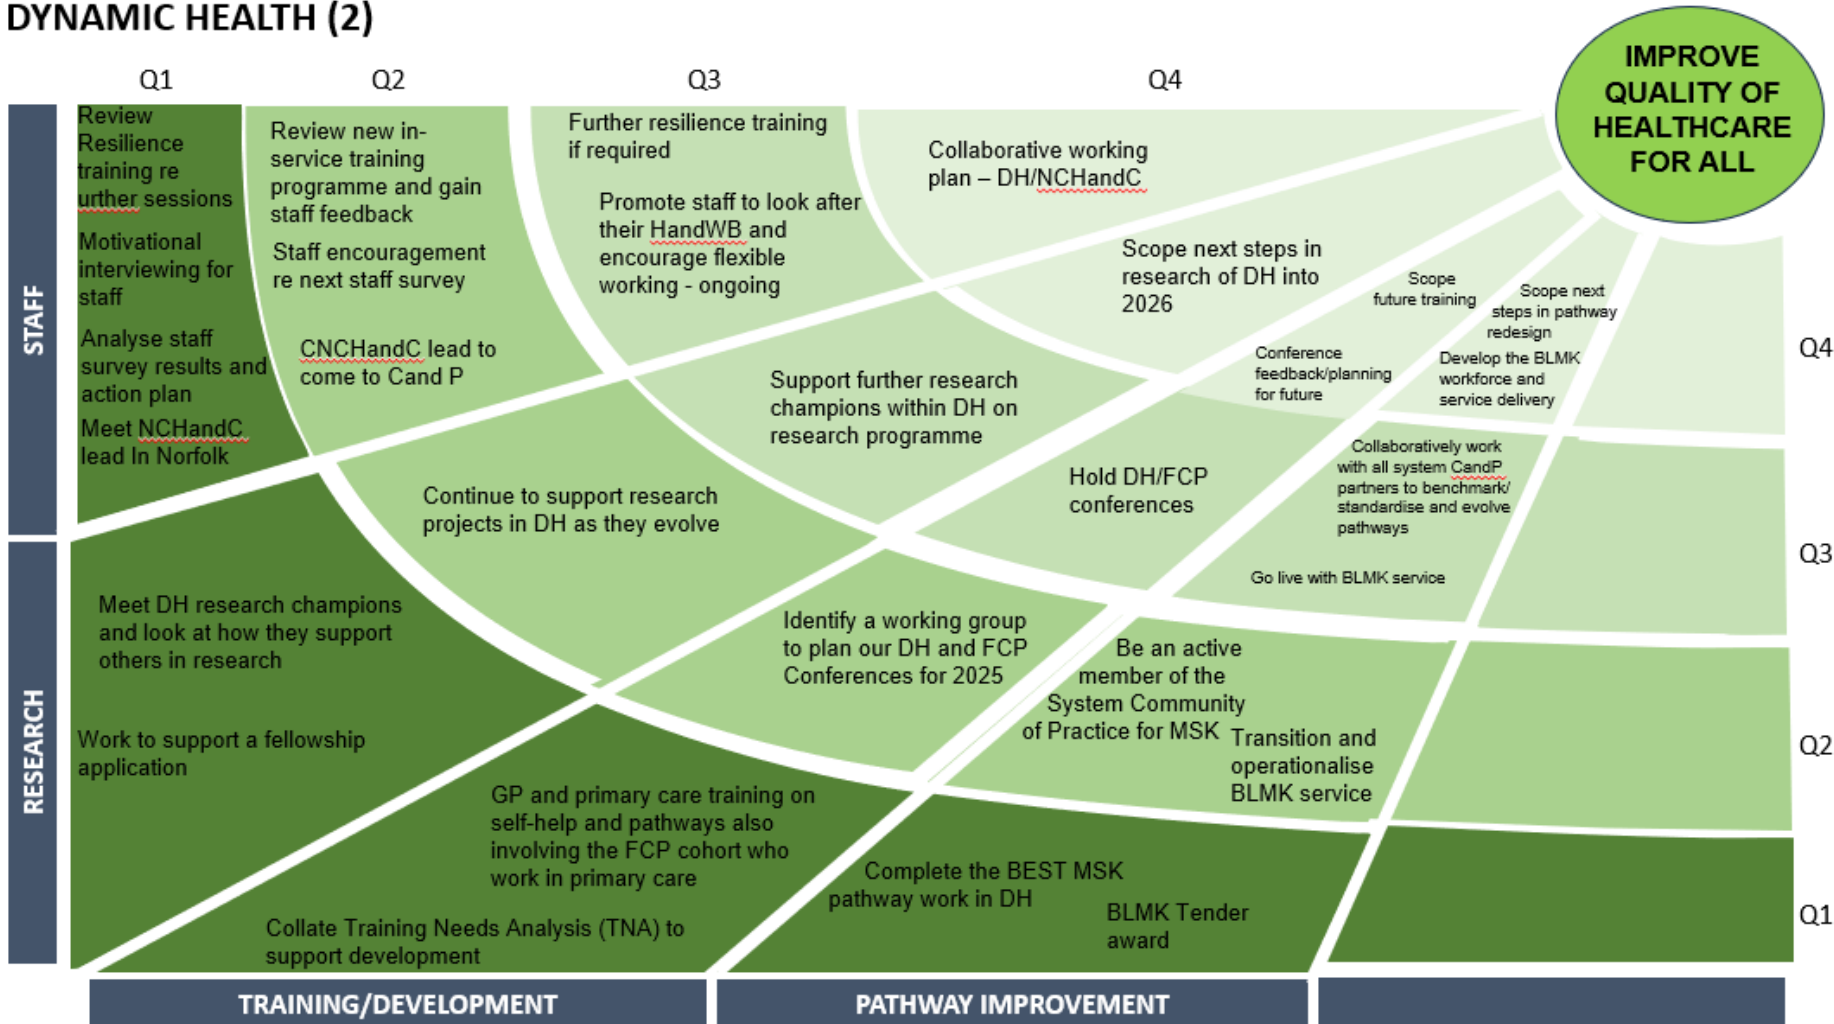 DYNAMIC HEALTH (2)
IMPROVE
QUALITY OF
HEALTHCARE
FOR ALL
Q1
Q2
Q3
Q4
STAFF
Review
Resilience
training re
urther sessions
Motivational
interviewing for
staff
Analyse staff
survey results and
action plan
Meet NCHandC
lead In Norfolk
Review new in-
service training
programme and gain
staff feedback
Staff encouragement
re next staff survey
CNCHandC lead to
come to Cand P
Further resilience training
if required
Promote staff to look after
their HandWB and
encourage flexible
working - ongoing
Collaborative working
plan – DH/NCHandC
RESEARCH
Meet DH research champions
and look at how they support
others in research
Work to support a fellowship
application
Continue to support research
projects in DH as they evolve
Support further research
champions within DH on
research programme
Scope next steps in
research of DH into
2026
GP and primary care training on
self-help and pathways also
involving the FCP cohort who
work in primary care
Collate Training Needs Analysis (TNA) to
support development
Identify a working group
to plan our DH and FCP
Conferences for 2025
Hold DH/FCP
conferences
Scope
future training
Conference
feedback/planning
for future
Complete the BEST MSK
pathway work in DH
BLMK Tender
award
Be an active
member of the
System Community
of Practice for MSK
Transition and
operationalise
BLMK service
Collaboratively work
with all system CandP
partners to benchmark/
standardise and evolve
pathways
Go live with BLMK service
Scope next
steps in pathway
redesign
Develop the BLMK
workforce and
service delivery
Q4
Q3
Q2
Q1
TRAINING/DEVELOPMENT
PATHWAY IMPROVEMENT